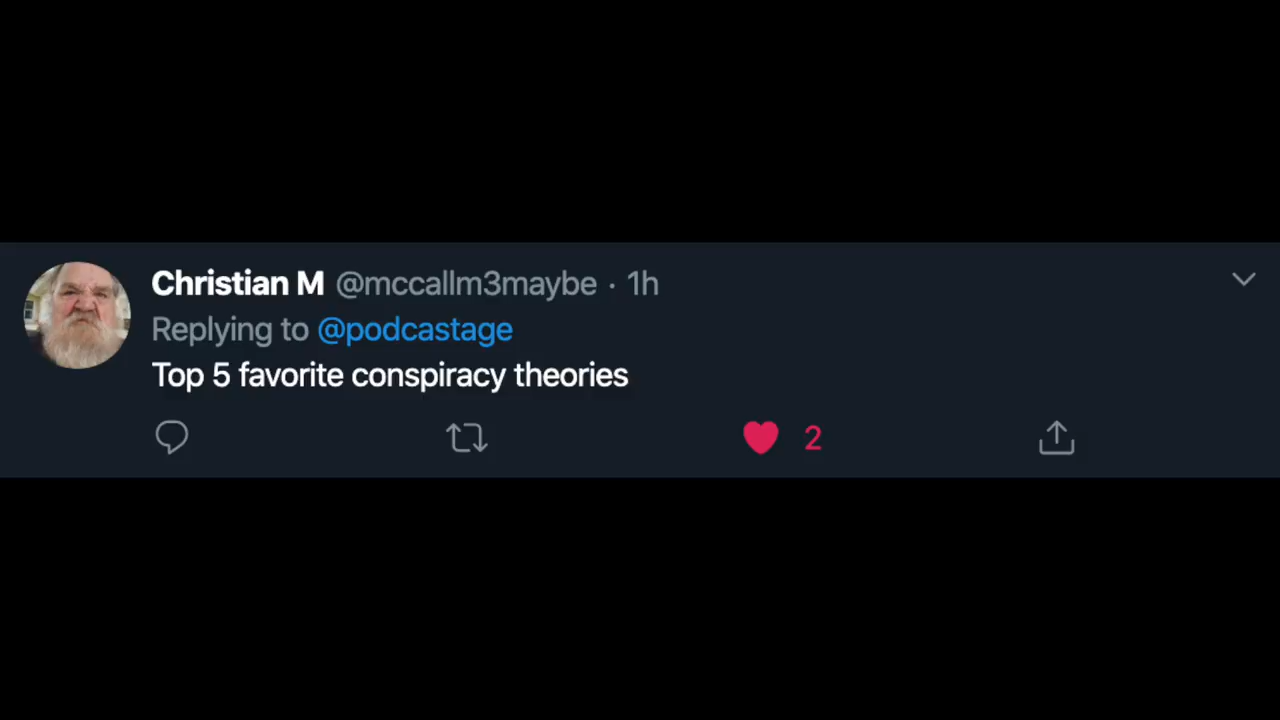 Christian M @mccallm3maybe · 1h
Replying to @podcastage
Top 5 favorite conspiracy theories
2